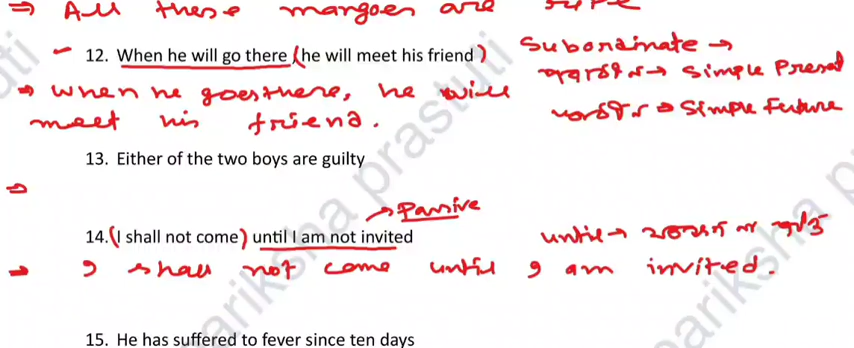 ⇒ All these mangoes are ripe
12. When he will go there (he will meet his friend)
Subordinate →
→ Simple Present
⇒ When he goes there, he will
meet his friend.
→ Simple Future
13. Either of the two boys are guilty
⇒
→ Passive
14. (I shall not come) until I am not invited
until →
⇒ I shall not come until I am invited.
15. He has suffered to fever since ten days
pariksha prastuti